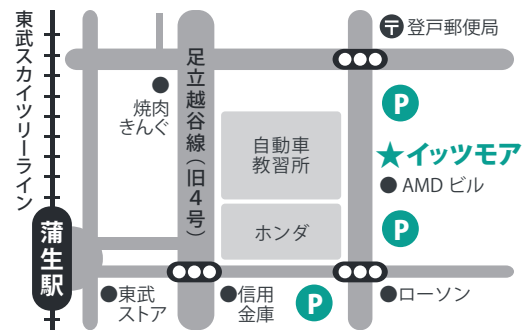 東武スカイツリーライン
蒲生駅
足立越谷線（旧4号）
〒登戸郵便局
焼肉
きんぐ
P
自動車
教習所
★イッツモア
●AMD ビル
ホンダ
P
●東武
ストア
●信用
金庫
P
●ローソン